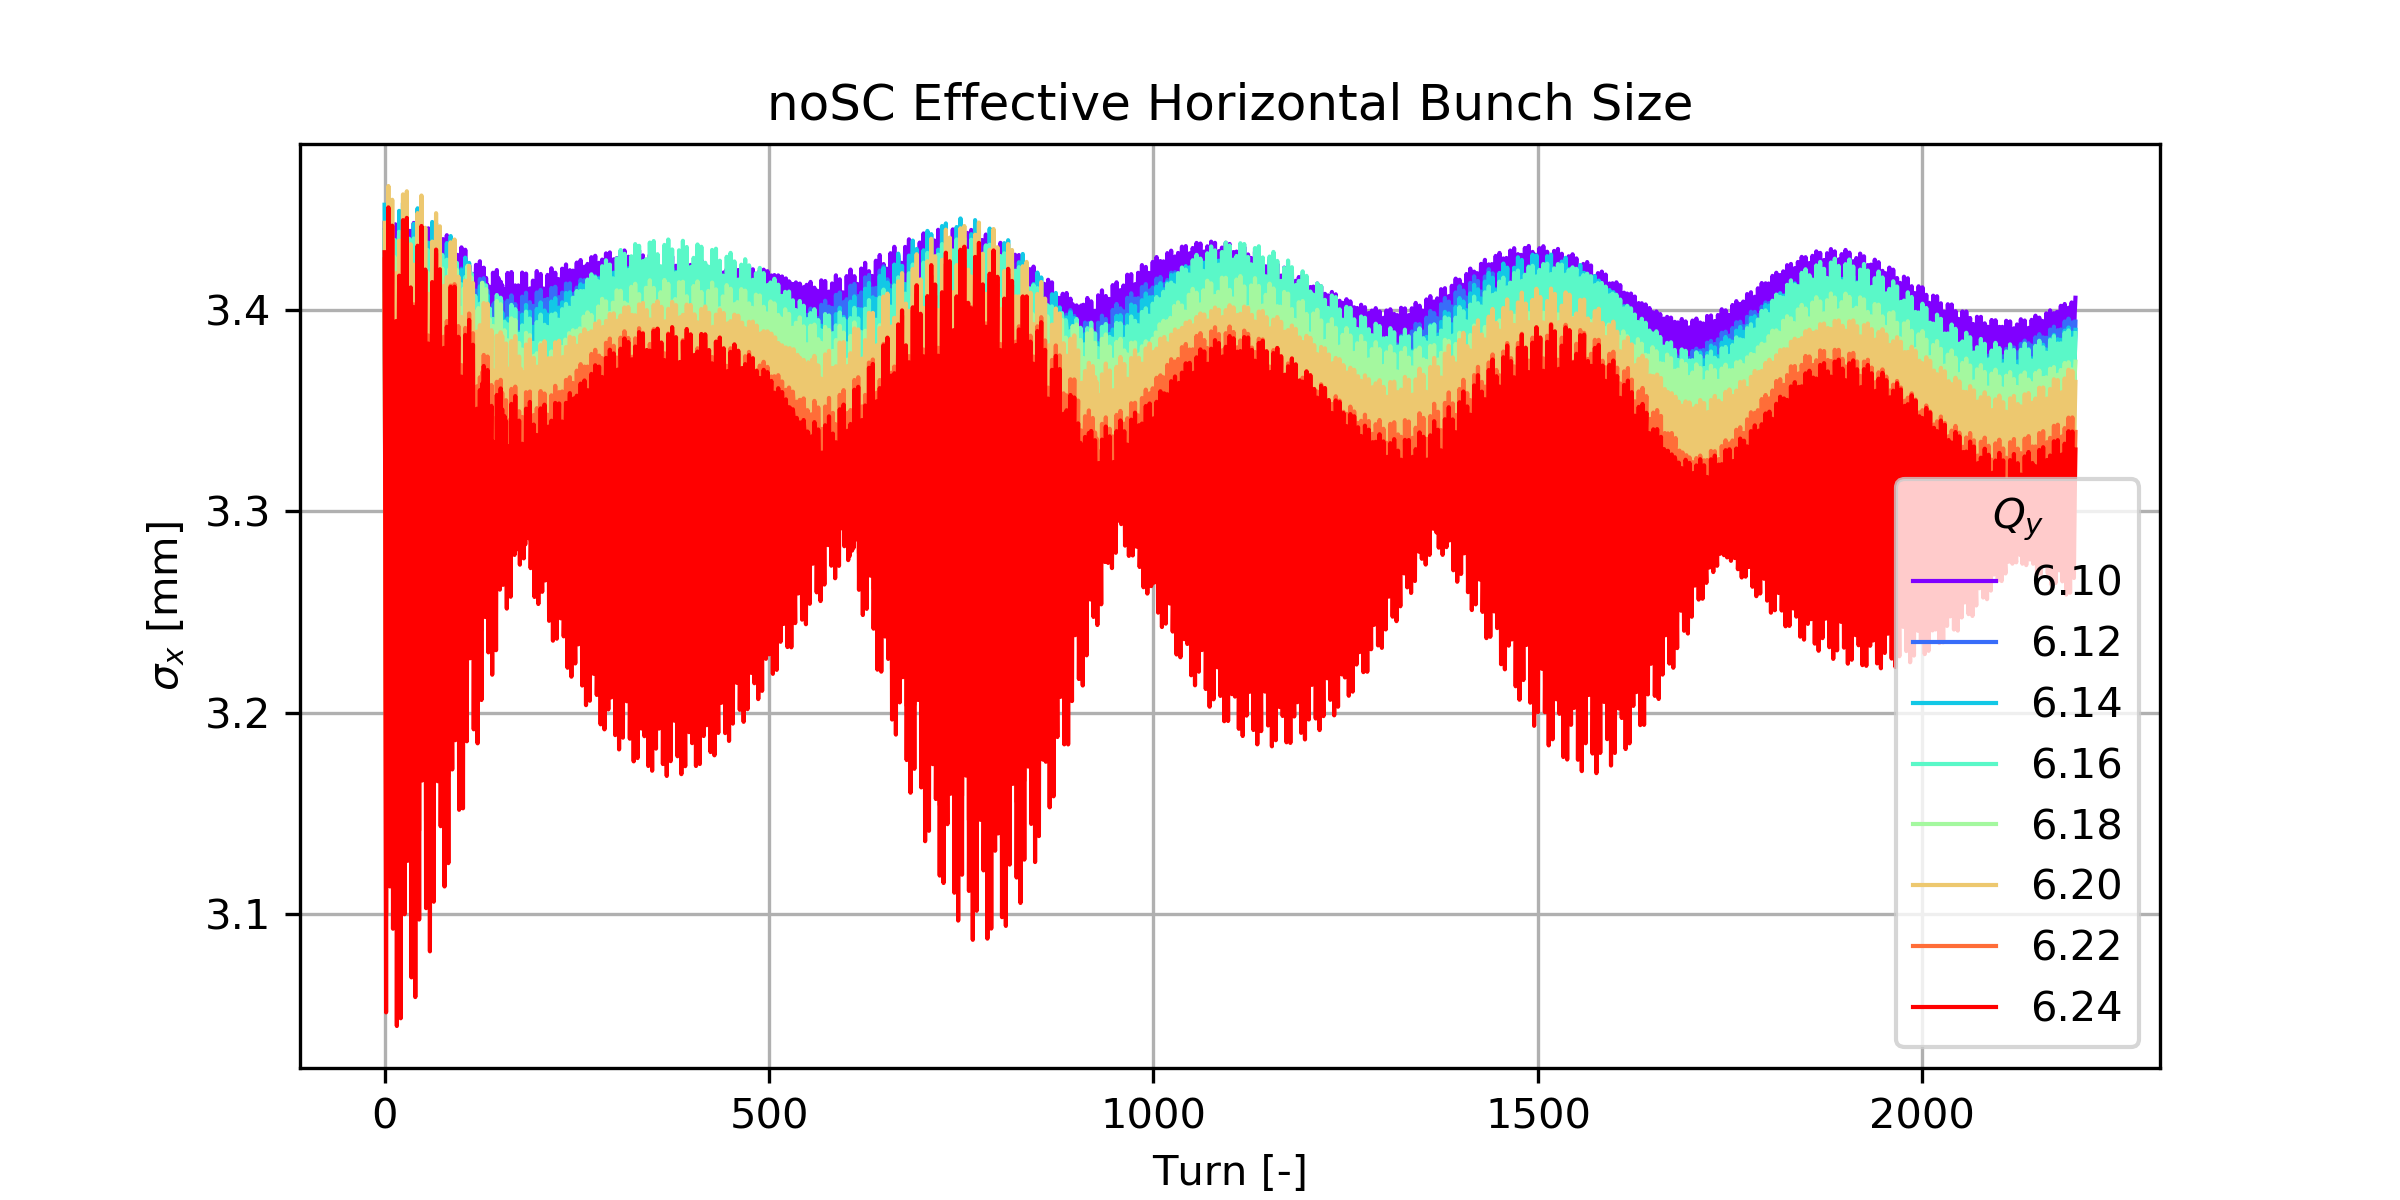 noSC Effective Horizontal Bunch Size
σx [mm]
3.4
3.3
3.2
3.1
0 500 1000 1500 2000
Turn [-]
Qy
6.10
6.12
6.14
6.16
6.18
6.20
6.22
6.24